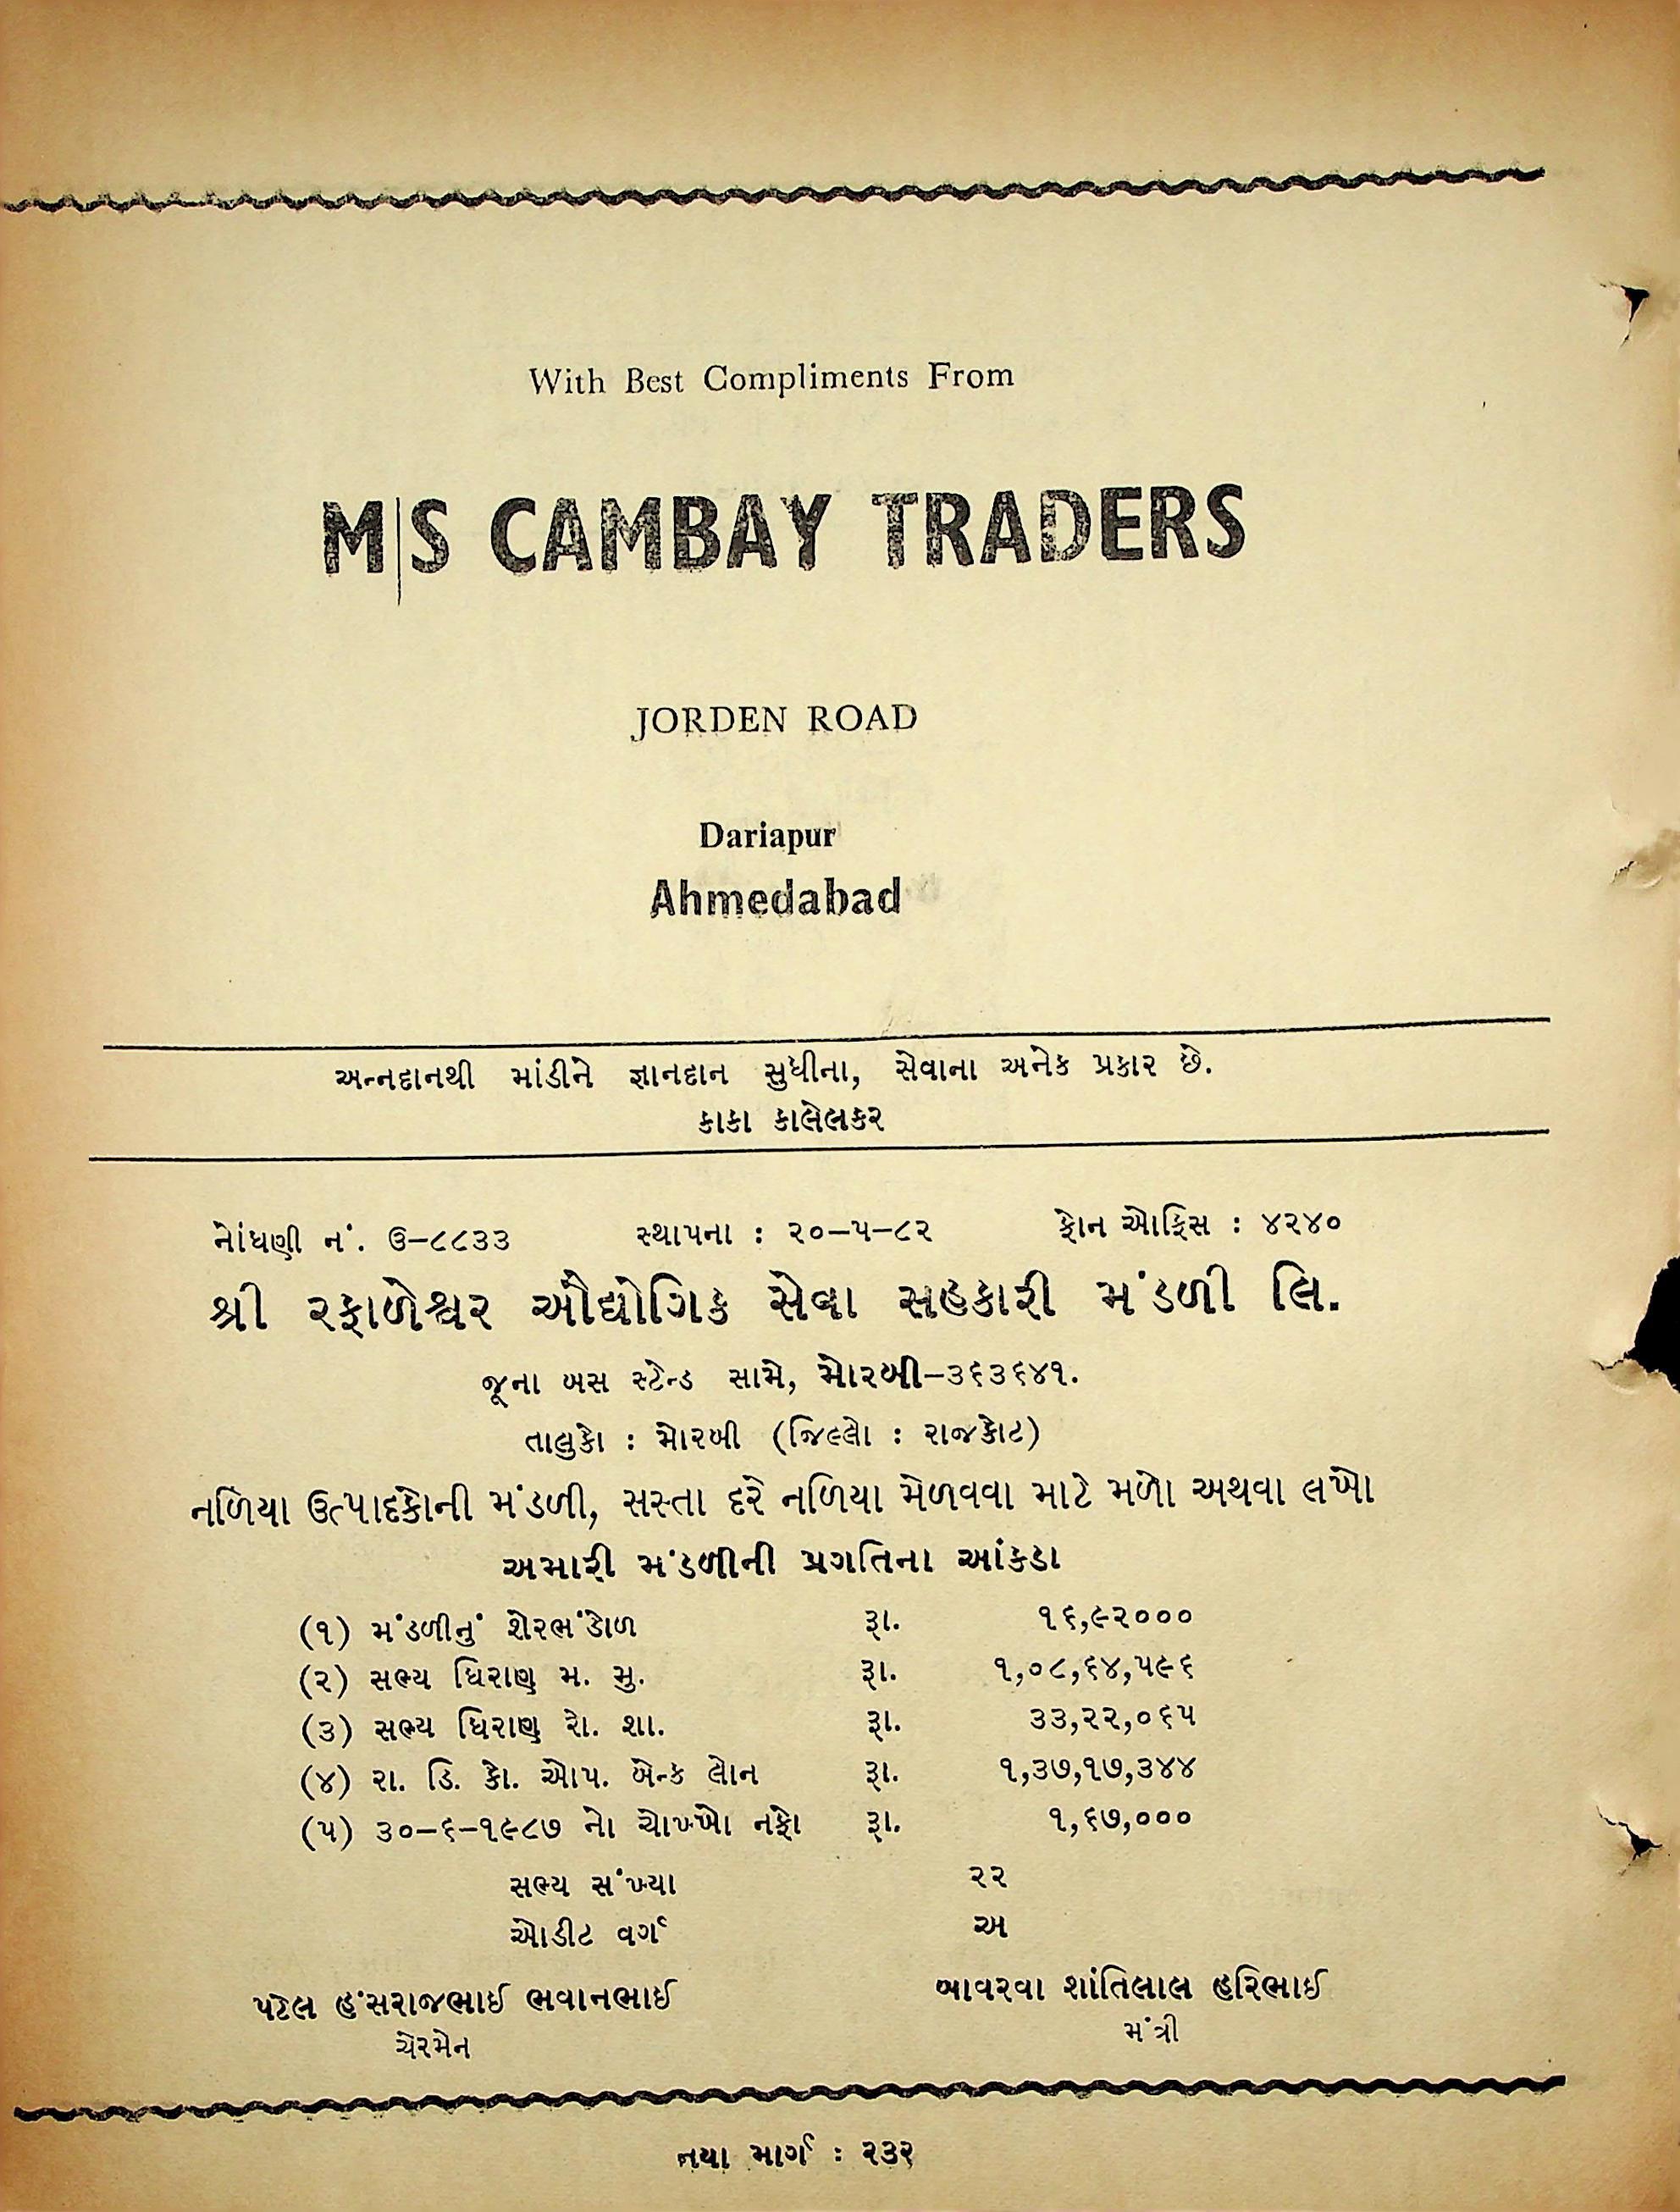 With Best Compliments From
M/S CAMBAY TRADERS
JORDEN ROAD
Dariapur
Ahmedabad
અન્નદાનથી માંડીને જ્ઞાનદાન સુધીના, સેવાના અનેક પ્રકાર છે.
કાકા કાલેલકર
નોંધણી નં. ઉ-૮૮૩૩ સ્થાપના : ૨૦-૫-૮૨ ફોન ઓફિસ : ૪૨૪૦
શ્રી રફાળેશ્વર ઔદ્યોગિક સેવા સહકારી મંડળી લિ.
જૂના બસ સ્ટેન્ડ સામે, મોરબી-૩૬૩૬૪૧.
તાલુકો : મોરબી (જિલ્લો : રાજકોટ)
નળિયા ઉત્પાદકોની મંડળી, સસ્તા દરે નળિયા મેળવવા માટે મળો અથવા લખો
અમારી મંડળીની પ્રગતિના આંકડા
(૧) મંડળીનું શેરભંડોળ રૂા. ૧૬,૯૨૦૦૦
(૨) સભ્ય ધિરાણ મ. મુ. રૂા. ૧,૦૮,૬૪,૫૯૬
(૩) સભ્ય ધિરાણ રો. શા. રૂા. ૩૩,૨૨,૦૬૫
(૪) રા. ડિ. કો. ઓપ. બેન્ક લોન રૂા. ૧,૩૭,૧૭,૩૪૪
(૫) ૩૦-૬-૧૯૮૭ નો ચોખ્ખો નફો રૂા. ૧,૬૭,૦૦૦
સભ્ય સંખ્યા ૨૨
ઓડીટ વર્ગ અ
પટેલ હંસરાજભાઈ ભવાનભાઈ બાવરવા શાંતિલાલ હરિભાઈ
ચેરમેન મંત્રી
નયા માર્ગ : ૨૩૨